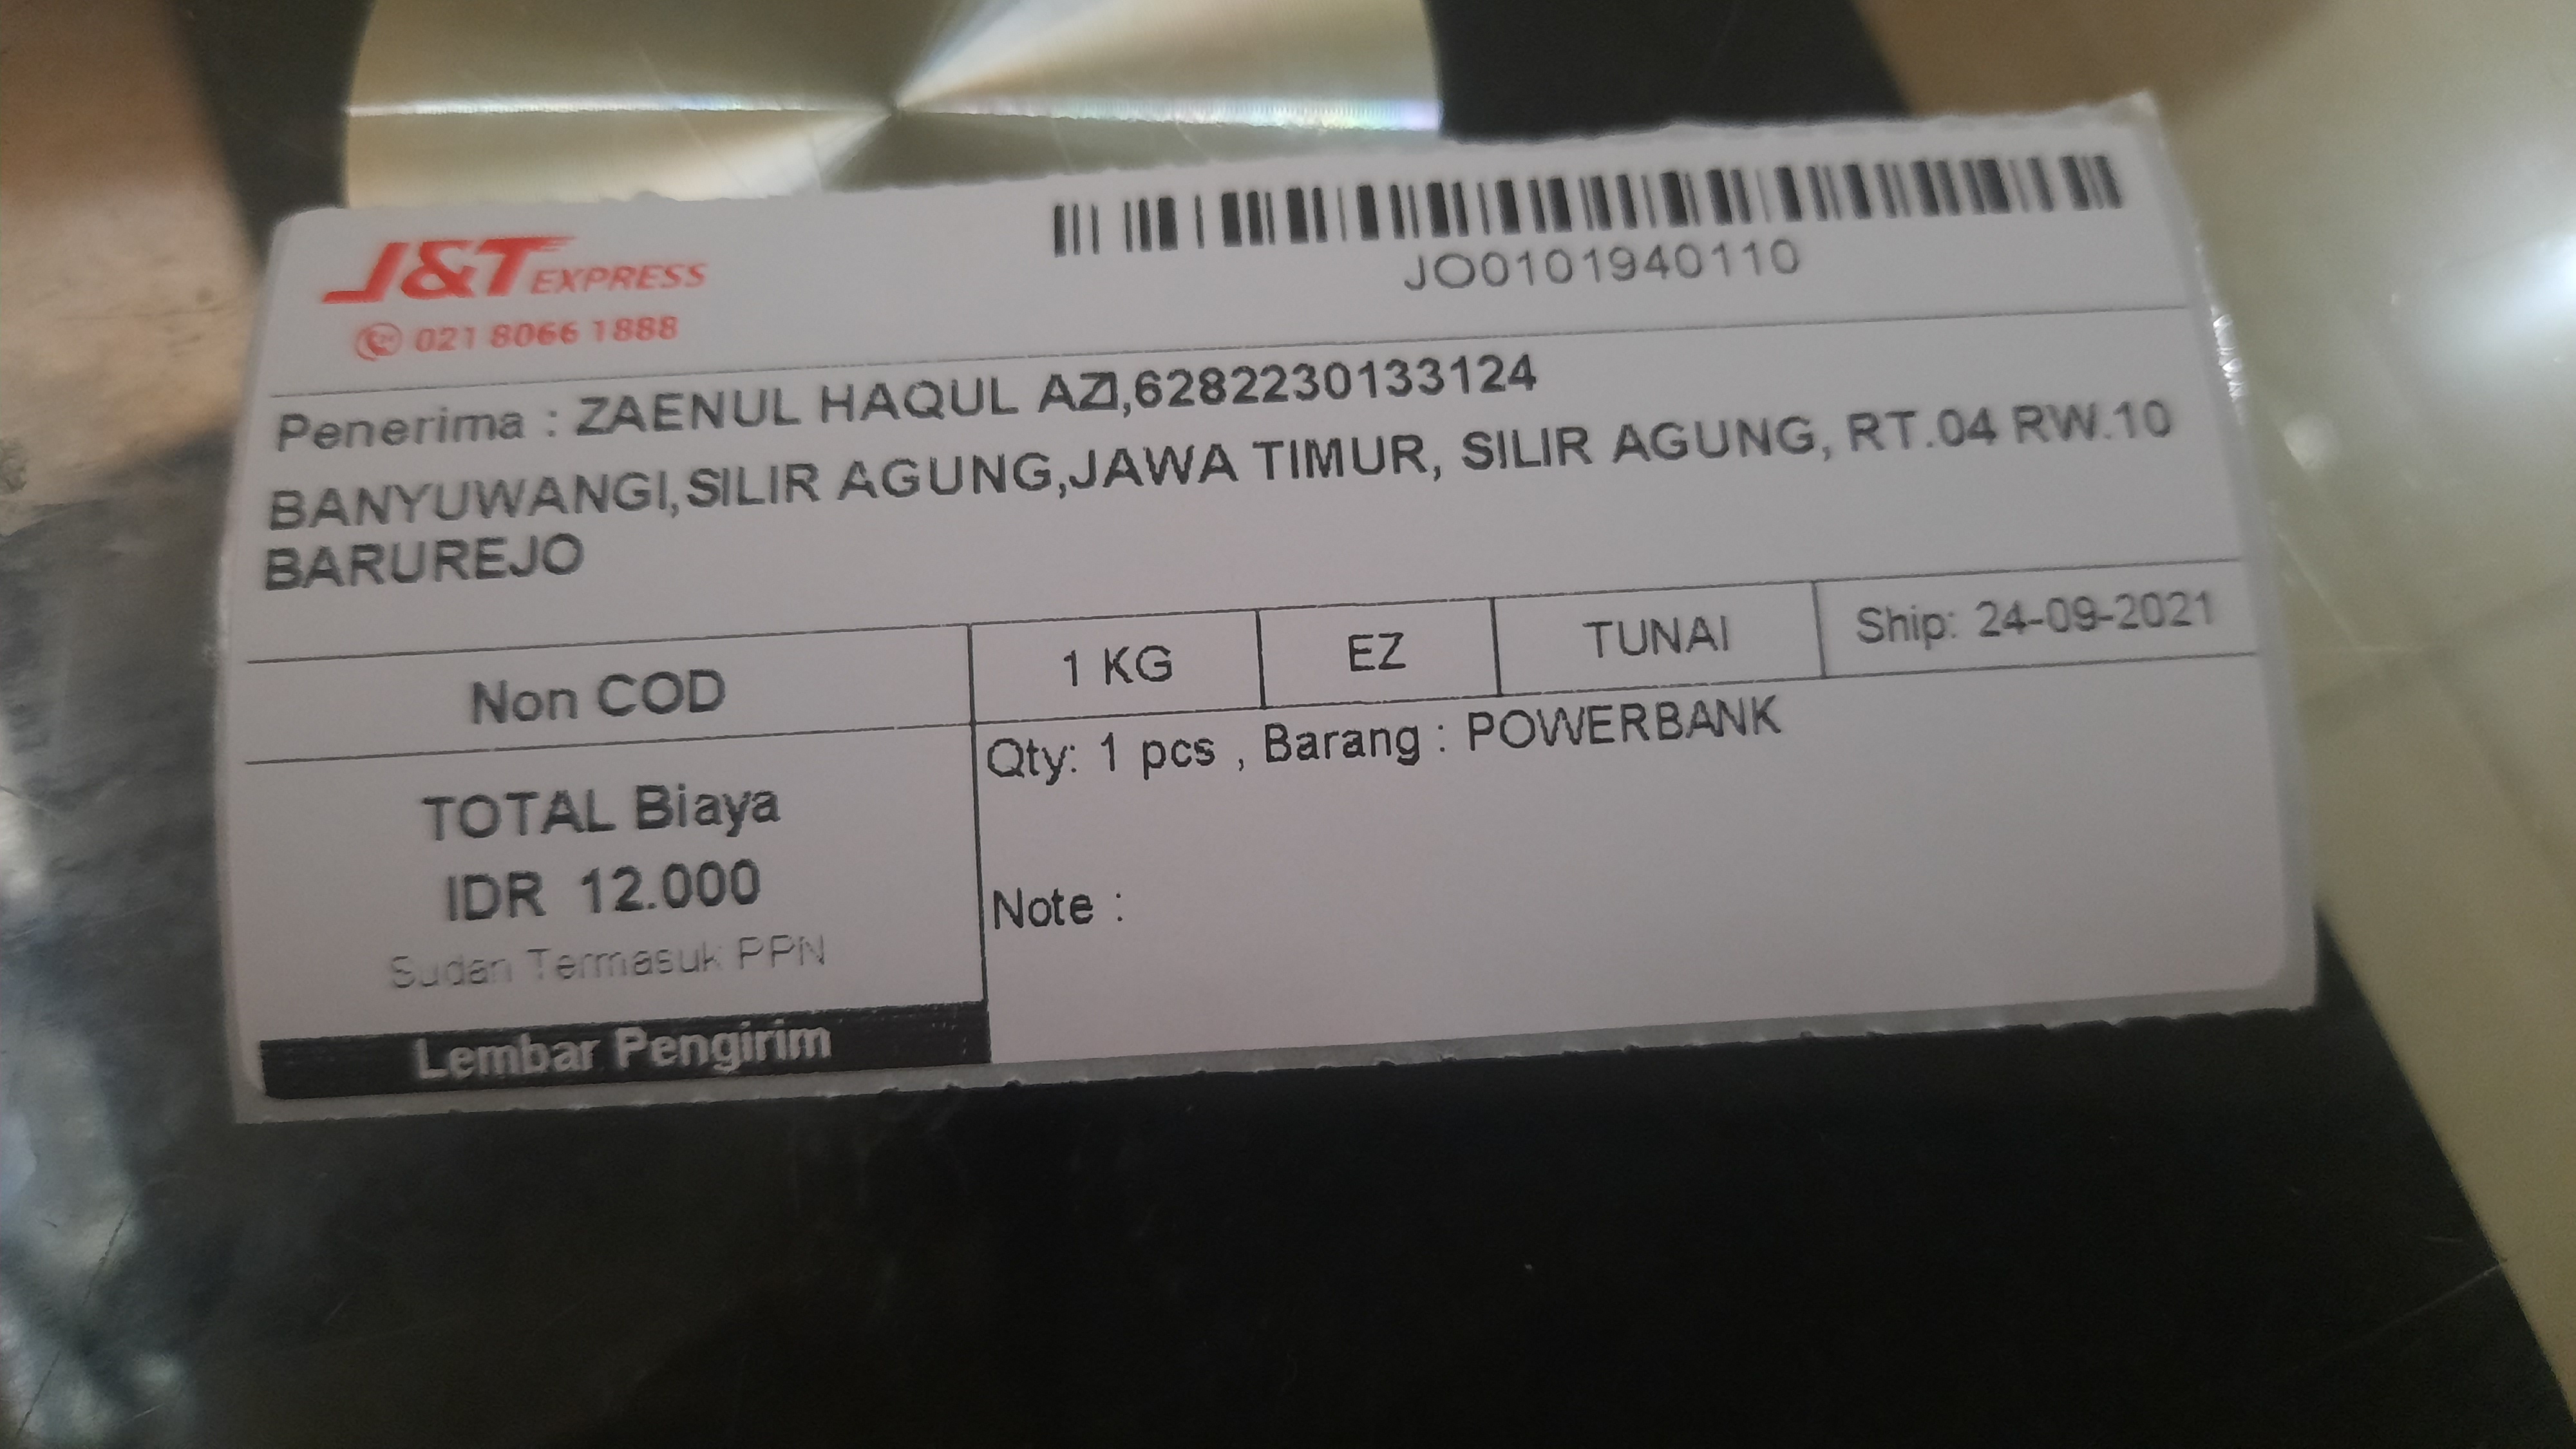 J&T EXPRESS
021 8066 1888
JO0101940110
Penerima : ZAENUL HAQUL AZI,6282230133124
BANYUWANGI,SILIR AGUNG,JAWA TIMUR, SILIR AGUNG, RT.04 RW.10
BARUREJO
Non COD
1 KG
EZ
TUNAI
Ship: 24-09-2021
TOTAL Biaya
IDR 12.000
Sudah Termasuk PPN
Lembar Pengirim
Qty: 1 pcs , Barang : POWERBANK
Note :